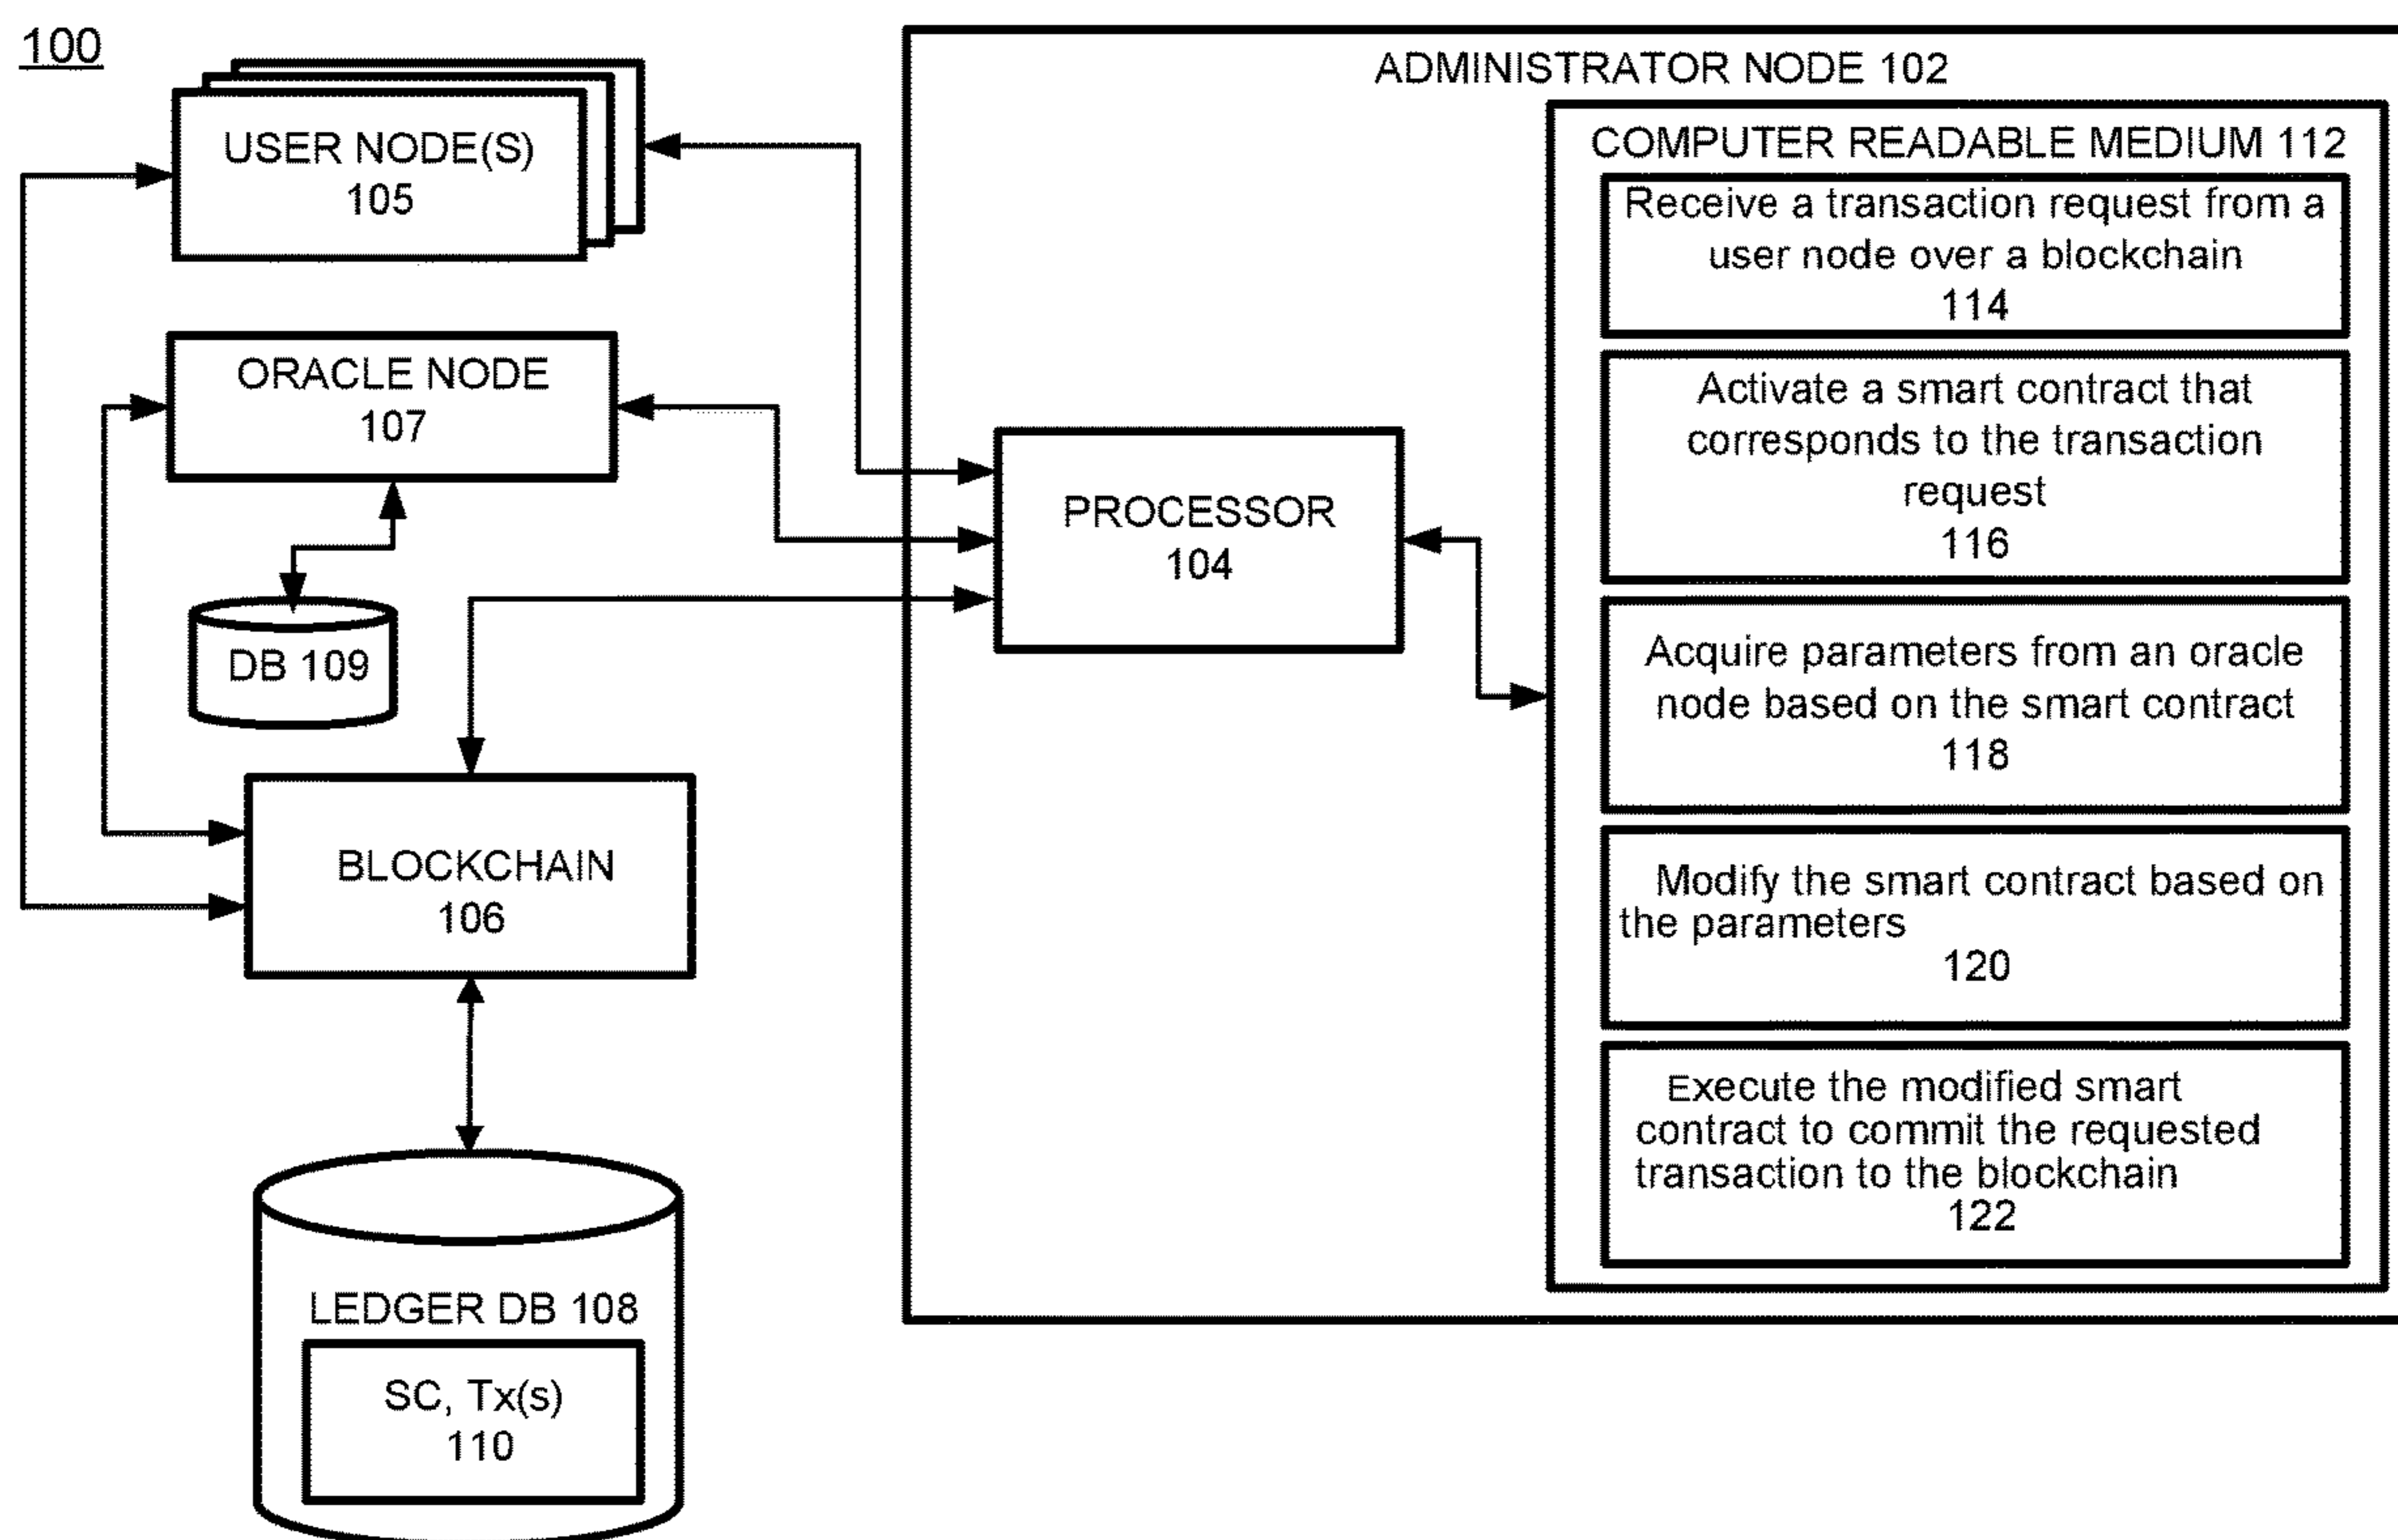 100
USER NODE(S)
105
ORACLE NODE
107
DB 109
BLOCKCHAIN
106
LEDGER DB 108
SC, Tx(s)
110
ADMINISTRATOR NODE 102
PROCESSOR
104
COMPUTER READABLE MEDIUM 112
Receive a transaction request from a
user node over a blockchain
114
Activate a smart contract that
corresponds to the transaction
request
116
Acquire parameters from an oracle
node based on the smart contract
118
Modify the smart contract based on
the parameters
120
Execute the modified smart
contract to commit the requested
transaction to the blockchain
122